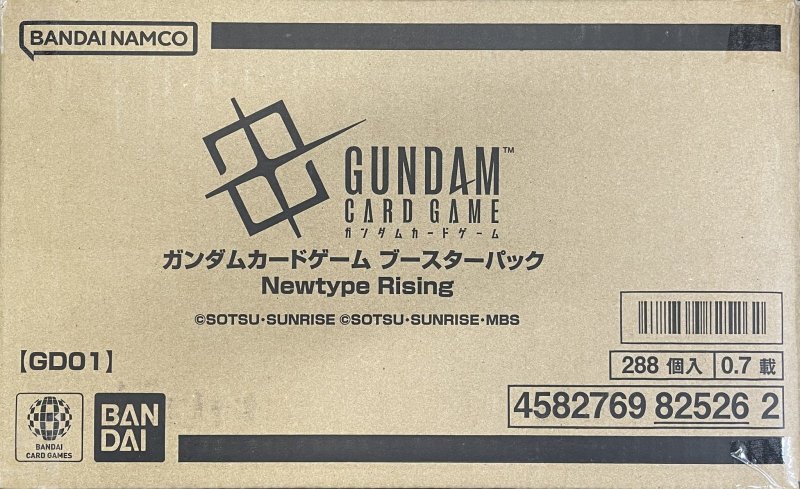 BANDAI NAMCO
GUNDAM™
CARD GAME
ガンダムカードゲーム
ガンダムカードゲーム ブースターパック
Newtype Rising
©SOTSU・SUNRISE ©SOTSU・SUNRISE・MBS
【GD01】
288 個入 0.7 載
4582769 82526 2
BANDAI
CARD GAMES
BAN
DAI